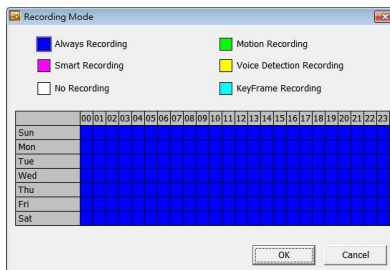 Recording Mode
Always Recording
Motion Recording
Smart Recording
Voice Detection Recording
No Recording
KeyFrame Recording
00 01 02 03 04 05 06 07 08 09 10 11 12 13 14 15 16 17 18 19 20 21 22 23
Sun
Mon
Tue
Wed
Thu
Fri
Sat
OK Cancel